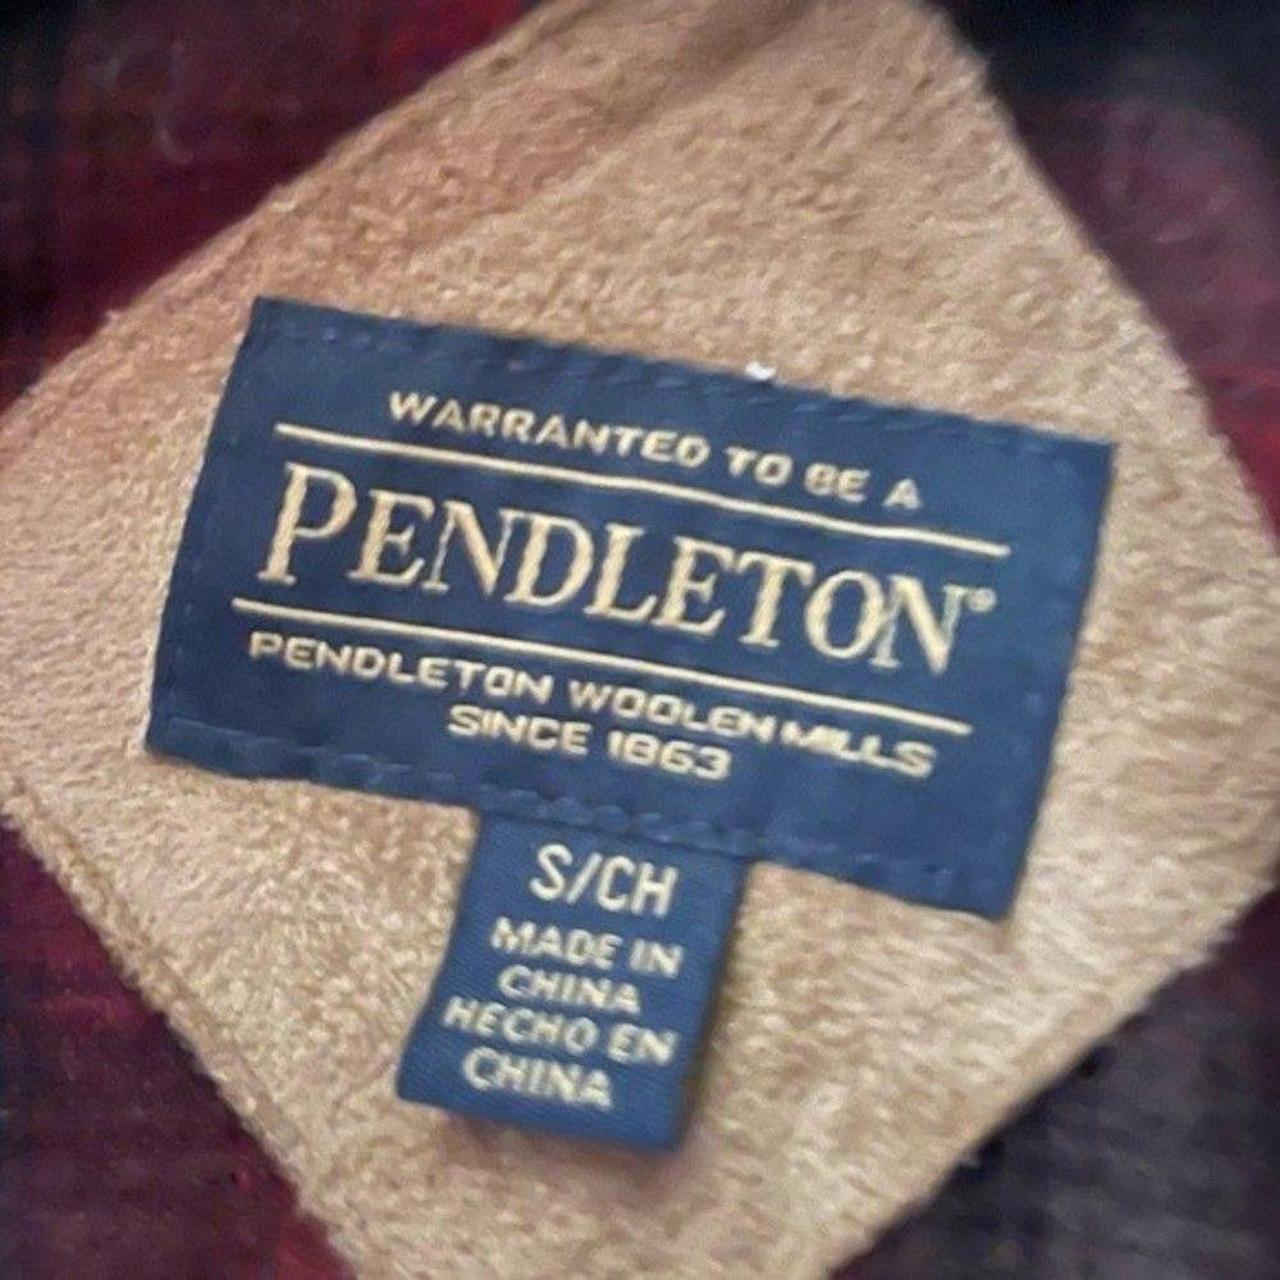 WARRANTED TO BE A
PENDLETON®
PENDLETON WOOLEN MILLS
SINCE 1863
S/CH
MADE IN
CHINA
HECHO EN
CHINA